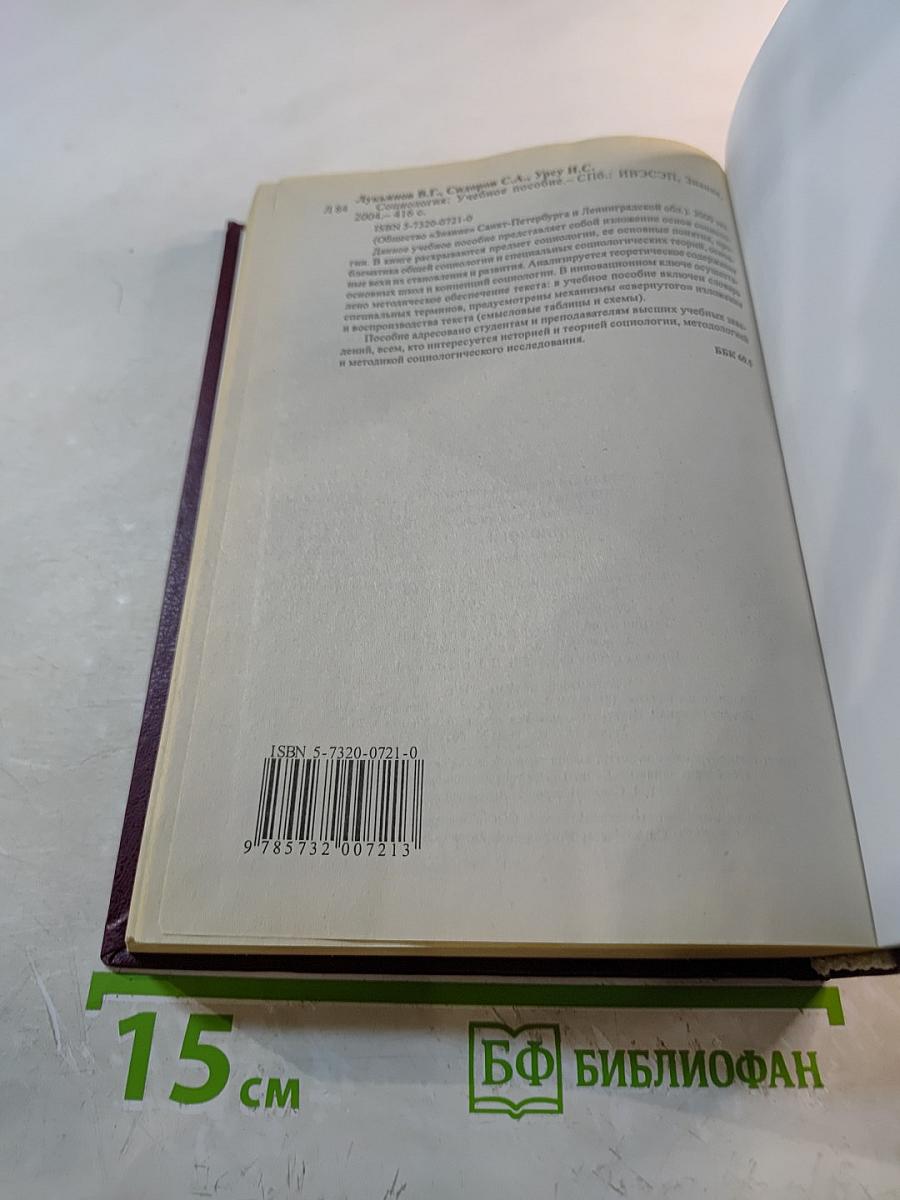 Лукьянов В.Г., Сидоров С.А., Урсу И.С.
Л 84 Социология: Учебное пособие.– СПб.: ИВЭСЭП, Знание,
2004.– 416 с.
ISBN 5-7320-0721-0
(Общество «Знание» Санкт-Петербурга и Ленинградской обл.). 3000 экз.
Данное учебное пособие представляет собой изложение основ социоло-
гии. В книге раскрываются предмет социологии, ее основные понятия, про-
блематика общей социологии и специальных социологических теорий, основ-
ные вехи их становления и развития. Анализируется теоретическое содержание
основных школ и концепций социологии. В инновационном ключе осуществ-
лено методическое обеспечение текста: в учебное пособие включен словарь
специальных терминов, предусмотрены механизмы «свернутого» изложения
и воспроизводства текста (смысловые таблицы и схемы).
Пособие адресовано студентам и преподавателям высших учебных заве-
дений, всем, кто интересуется историей и теорией социологии, методологией
и методикой социологического исследования.
ББК 60.5
ISBN 5-7320-0721-0
9 785732 007213
15 см
БФ БИБЛИОФАН